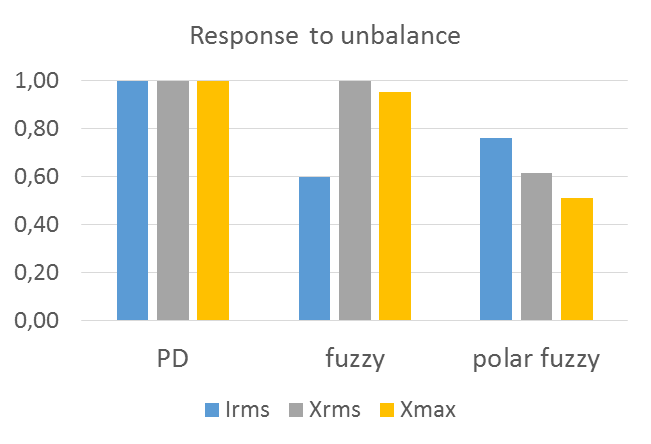 Response to unbalance
1,00
0,80
0,60
0,40
0,20
0,00
PD fuzzy polar fuzzy
Irms Xrms Xmax